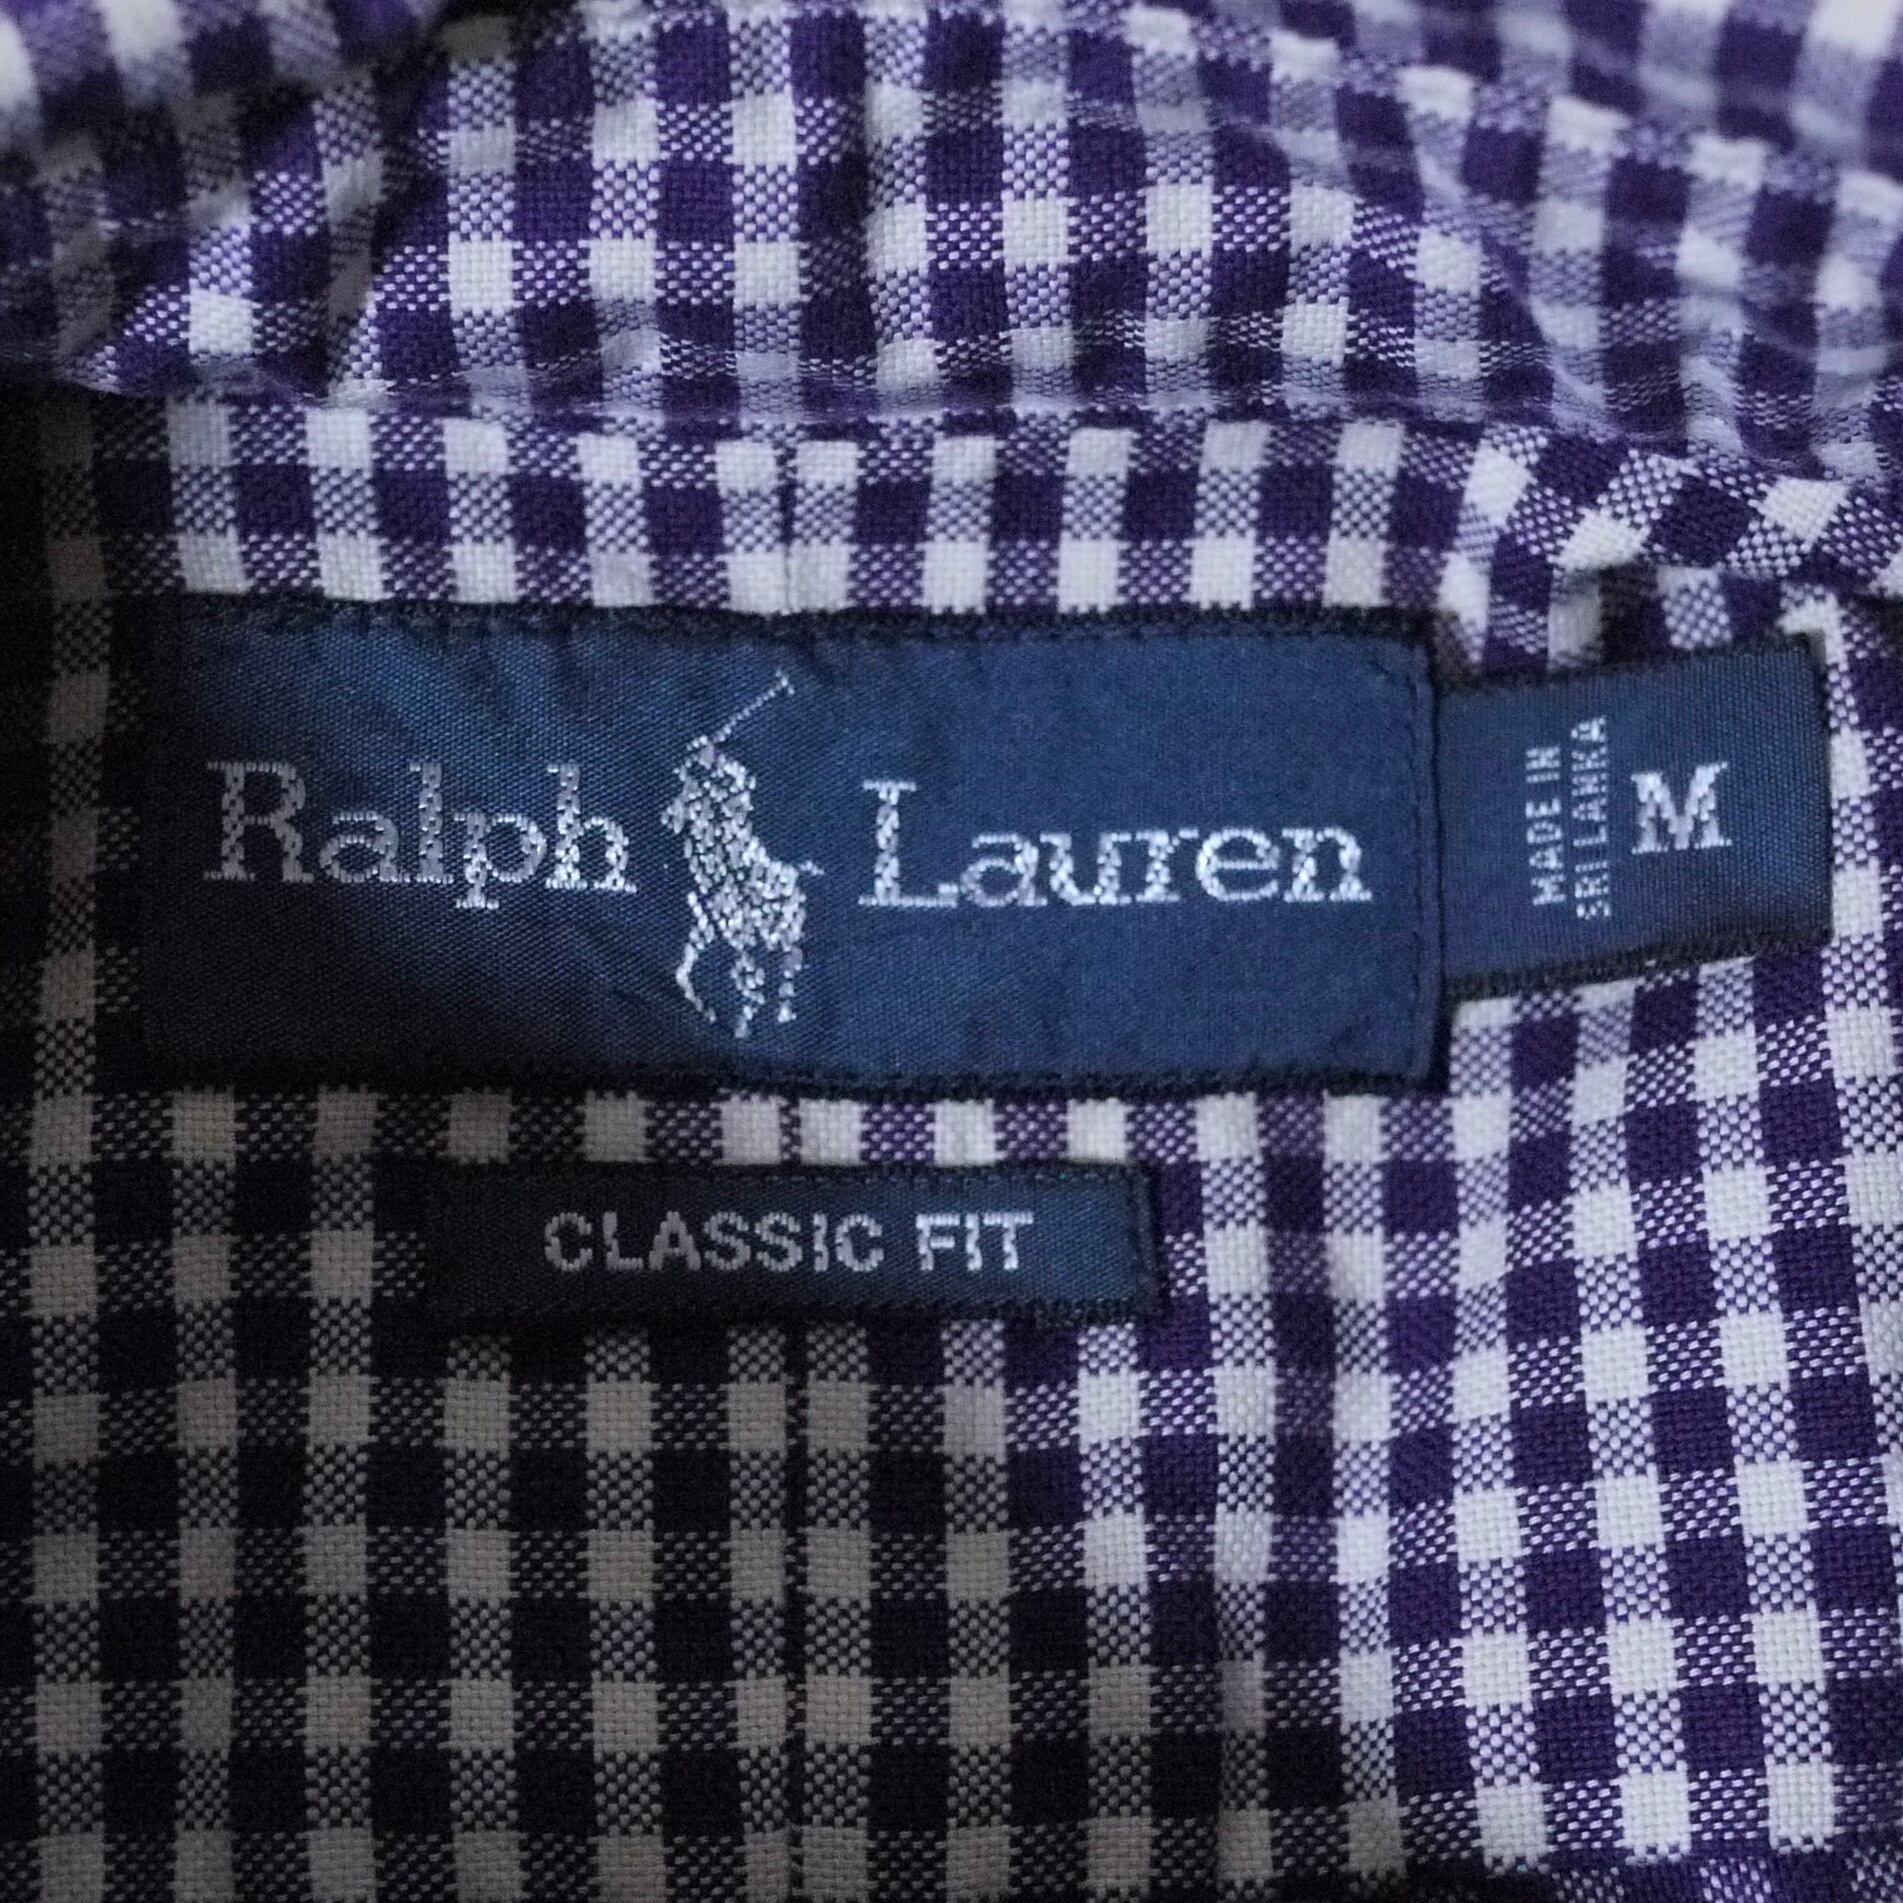 Ralph Lauren
MADE IN
SRI LANKA
M
CLASSIC FIT